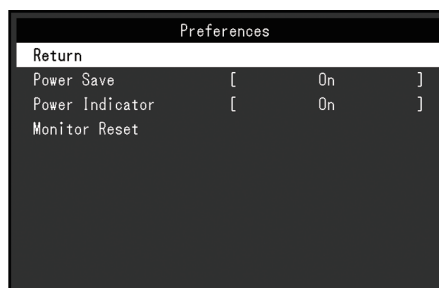 Preferences
Return
Power Save [ On ]
Power Indicator [ On ]
Monitor Reset